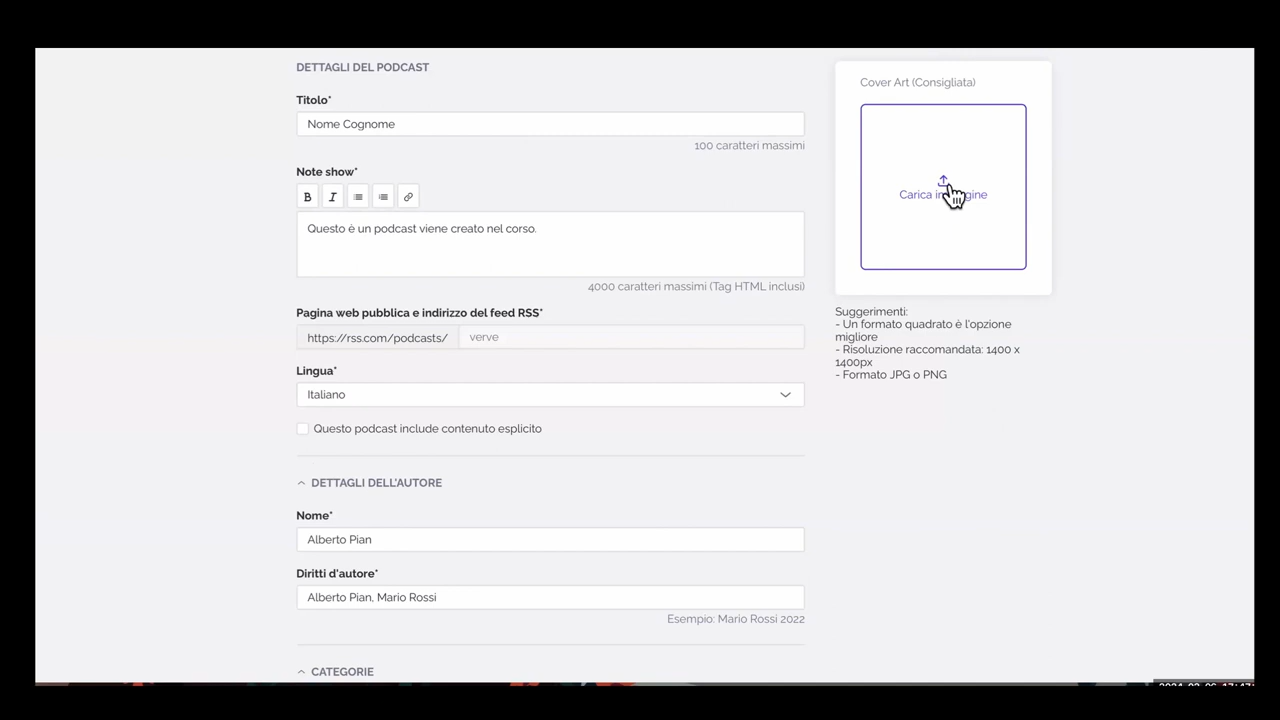 DETTAGLI DEL PODCAST
Titolo*
Nome Cognome
100 caratteri massimi
Note show*
B I
Questo è un podcast viene creato nel corso.
4000 caratteri massimi (Tag HTML inclusi)
Pagina web pubblica e indirizzo del feed RSS*
https://rss.com/podcasts/ verve
Lingua*
Italiano
Questo podcast include contenuto esplicito
DETTAGLI DELL'AUTORE
Nome*
Alberto Pian
Diritti d'autore*
Alberto Pian, Mario Rossi
Esempio: Mario Rossi 2022
CATEGORIE
Cover Art (Consigliata)
Carica immagine
Suggerimenti:
- Un formato quadrato è l'opzione
migliore
- Risoluzione raccomandata: 1400 x
1400px
- Formato JPG o PNG